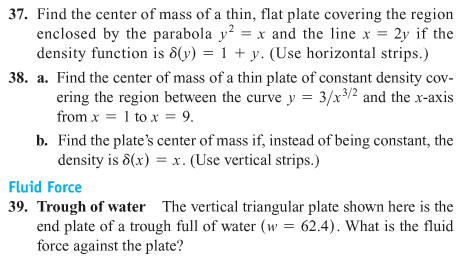 37. Find the center of mass of a thin, flat plate covering the region
enclosed by the parabola y² = x and the line x = 2y if the
density function is δ(y) = 1 + y. (Use horizontal strips.)
38. a. Find the center of mass of a thin plate of constant density cov-
ering the region between the curve y = 3/x^(3/2) and the x-axis
from x = 1 to x = 9.
b. Find the plate's center of mass if, instead of being constant, the
density is δ(x) = x. (Use vertical strips.)
Fluid Force
39. Trough of water The vertical triangular plate shown here is the
end plate of a trough full of water (w = 62.4). What is the fluid
force against the plate?